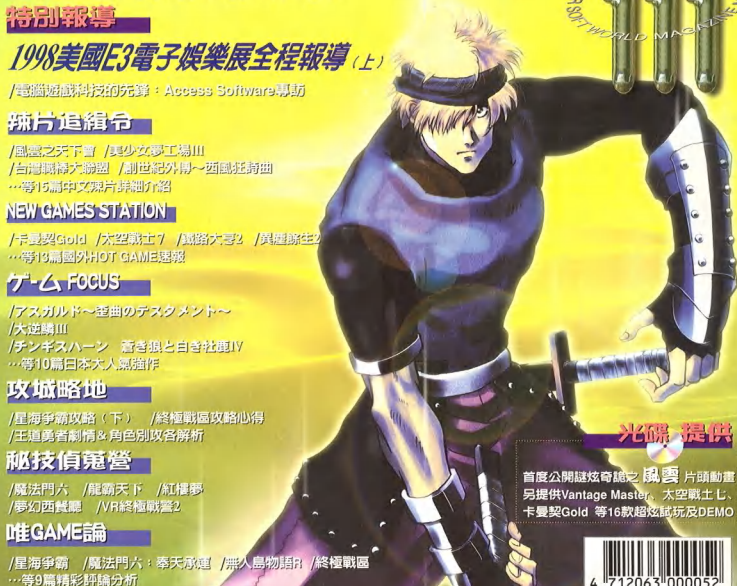 R SOFTWORLD MAGAZINE
特別報導
1998美國E3電子娛樂展全程報導(上)
/電腦遊戲科技的先鋒：Access Software專訪
辣片追緝令
/風雲之天下會 /美少女夢工場III
/台灣職棒大聯盟 /創世紀外傳～西風狂詩曲
…等15篇中文辣片詳細介紹
NEW GAMES STATION
/卡曼契Gold /太空戰士7 /鐵路大亨2 /異塵餘生2
…等13篇國外HOT GAME速報
ゲーム FOCUS
/アスガルド～歪曲のテスタメント～
/大逆鱗III
/チンギスハーン 蒼き狼と白き牝鹿IV
…等10篇日本大人氣強作
攻城略地
/星海爭霸攻略(下) /終極戰區攻略心得
/王道勇者劇情&角色別攻各解析
秘技偵蒐營
/魔法門六 /龍霸天下 /紅樓夢
/夢幻西餐廳 /VR終極戰警2
唯GAME論
/星海爭霸 /魔法門六：奉天承運 /無人島物語R /終極戰區
…等9篇精彩評論分析
光碟 提供
首度公開謎炫奇詭之 風雲 片頭動畫
另提供Vantage Master、太空戰士七、
卡曼契Gold 等16款超炫試玩及DEMO
4 712063 000052